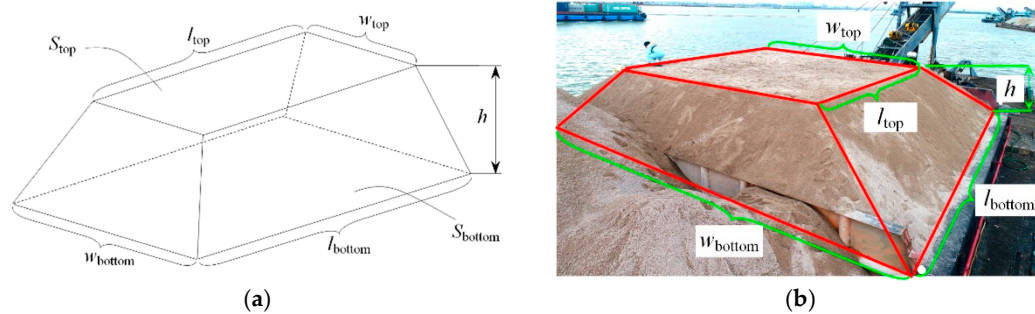 S_top
l_top
w_top
h
w_bottom
l_bottom
S_bottom
(a)
w_top
h
l_top
l_bottom
w_bottom
(b)